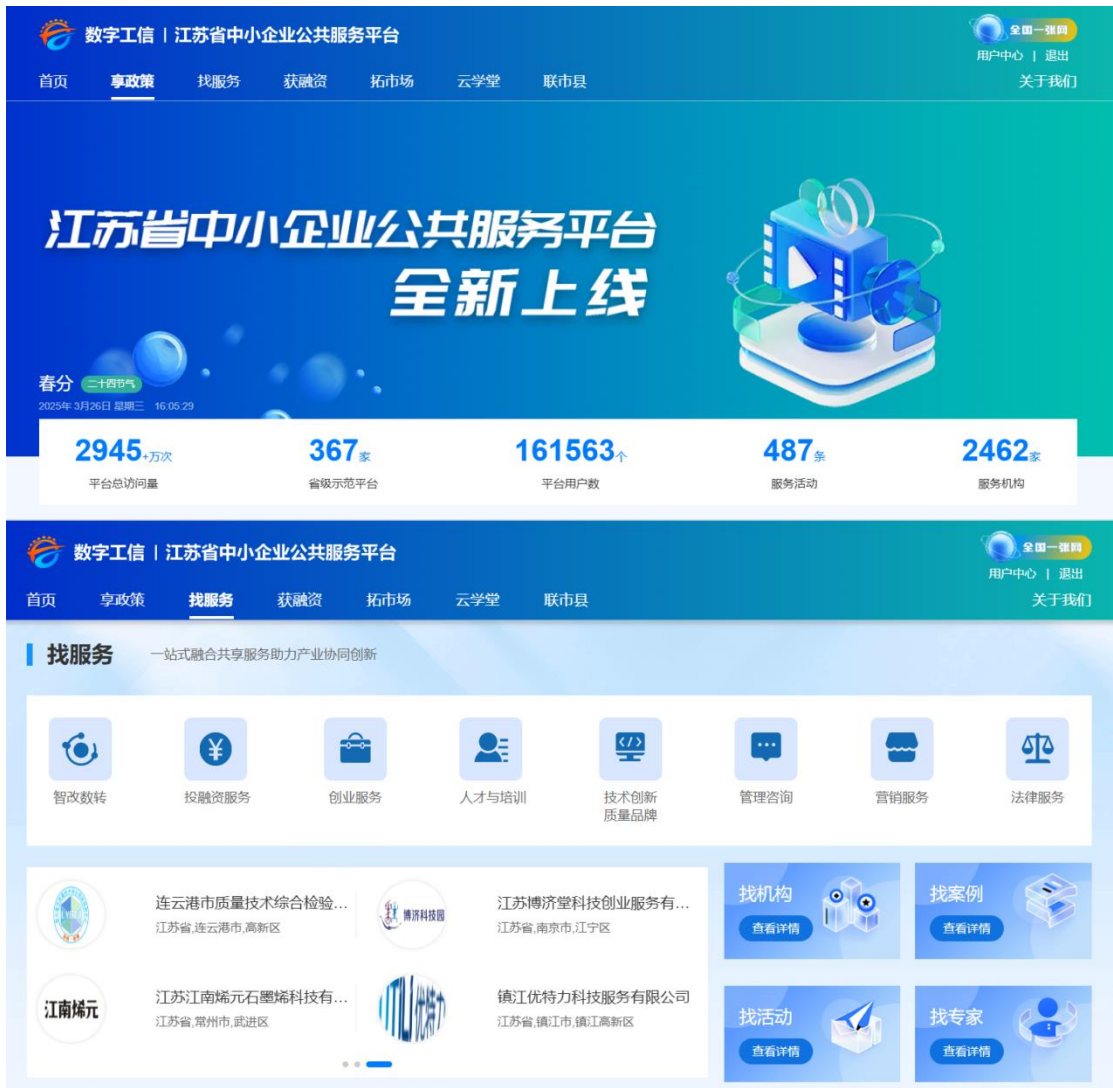 数字工信 | 江苏省中小企业公共服务平台
全国一张网
用户中心 | 退出
首页 享政策 找服务 获融资 拓市场 云学堂 联市县 关于我们
江苏省中小企业公共服务平台
全新上线
春分 二十四节气
2025年3月26日 星期三 16:05:29
2945+万次 367家 161563个 487条 2462家
平台总访问量 省级示范平台 平台用户数 服务活动 服务机构
数字工信 | 江苏省中小企业公共服务平台
全国一张网
用户中心 | 退出
首页 享政策 找服务 获融资 拓市场 云学堂 联市县 关于我们
找服务 一站式融合共享服务助力产业协同创新
智改数转 投融资服务 创业服务 人才与培训 技术创新 管理咨询 营销服务 法律服务
质量品牌
连云港市质量技术综合检验...
江苏省,连云港市,高新区
博济科技园
江苏博济堂科技创业服务有...
江苏省,南京市,江宁区
找机构
查看详情
找案例
查看详情
江南烯元
江苏江南烯元石墨烯科技有...
江苏省,常州市,武进区
优特力
镇江优特力科技服务有限公司
江苏省,镇江市,镇江高新区
找活动
查看详情
找专家
查看详情